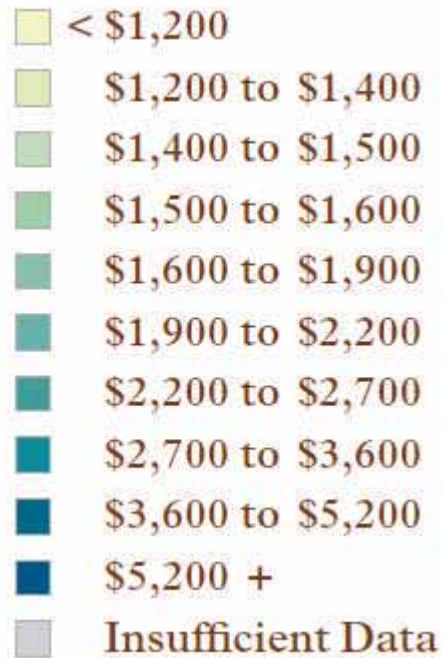 < $1,200
$1,200 to $1,400
$1,400 to $1,500
$1,500 to $1,600
$1,600 to $1,900
$1,900 to $2,200
$2,200 to $2,700
$2,700 to $3,600
$3,600 to $5,200
$5,200 +
Insufficient Data